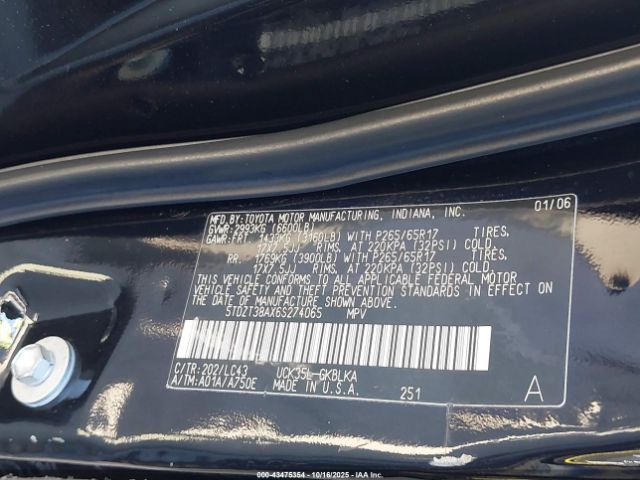 MFD. BY: TOYOTA MOTOR MANUFACTURING, INDIANA, INC. 01/06
GVWR: 2993KG (6600LB)
GAWR: FRT. 1433KG (3160LB) WITH P265/65R17 TIRES,
17X7.5JJ RIMS, AT 220KPA (32PSI) COLD.
RR. 1769KG (3900LB) WITH P265/65R17 TIRES,
17X7.5JJ RIMS, AT 220KPA (32PSI) COLD.
THIS VEHICLE CONFORMS TO ALL APPLICABLE FEDERAL MOTOR
VEHICLE SAFETY AND THEFT PREVENTION STANDARDS IN EFFECT ON
THE DATE OF MANUFACTURE SHOWN ABOVE.
5TDZT38AX6S274065 MPV
C/TR: 202/LC43 UCK35L-GKBLKA
A/TM: A01A/A750E MADE IN U.S.A. 251 A
000-43475354 | 10/16/2025 - IAAI.com